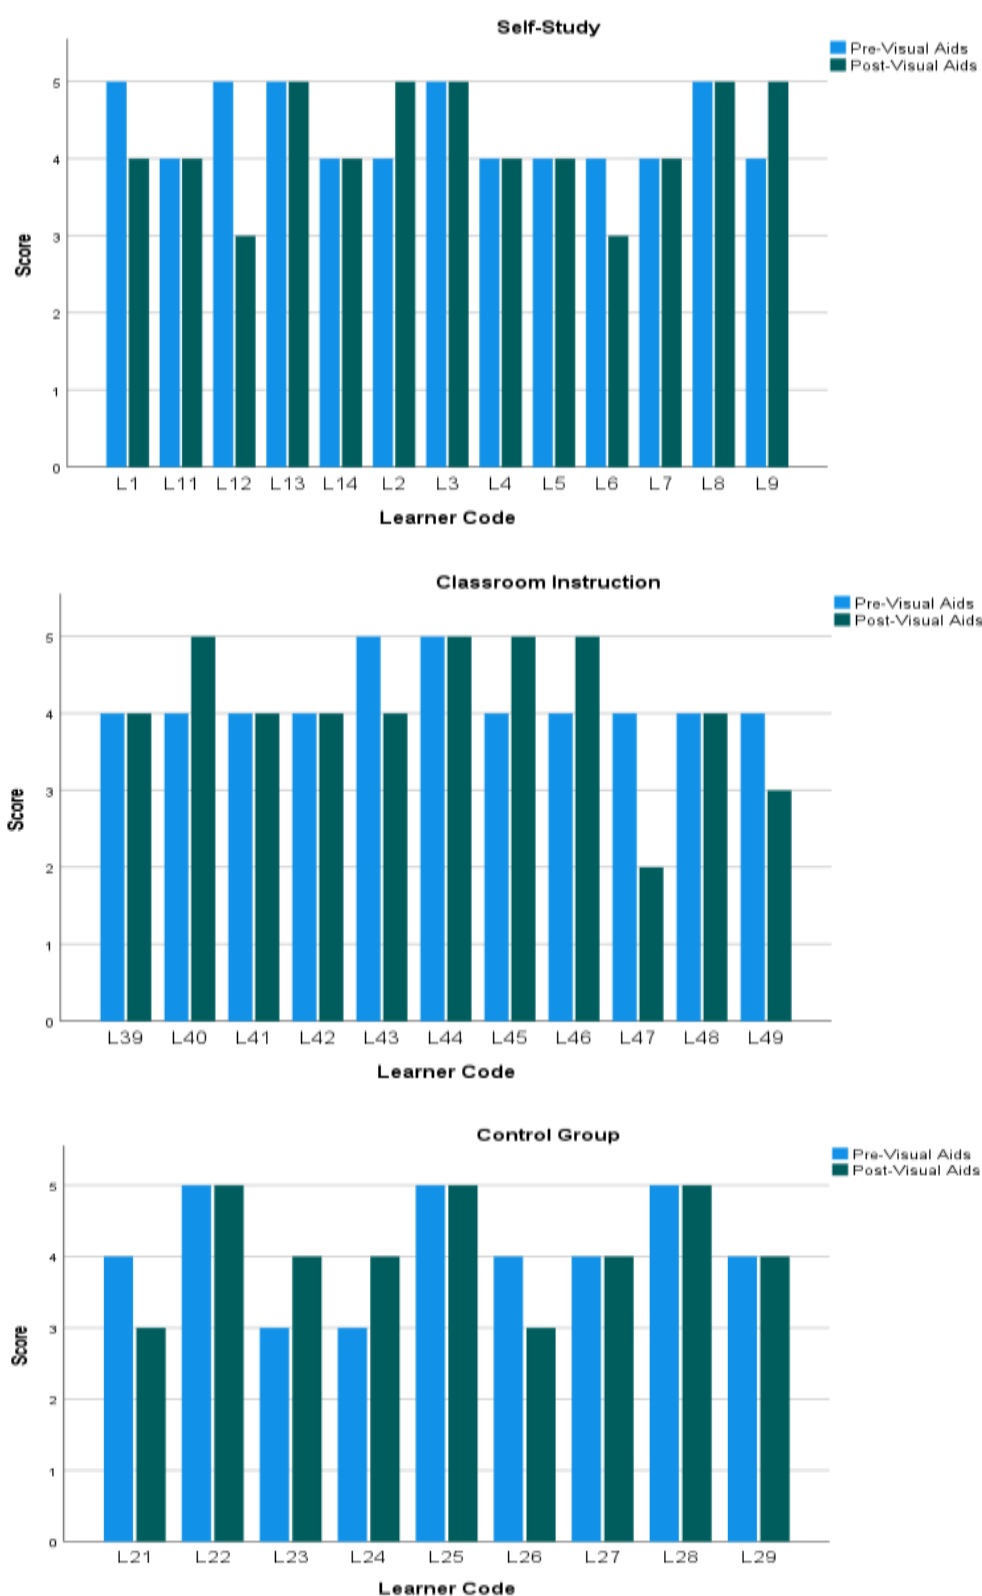 Self-Study
Pre-Visual Aids
Post-Visual Aids
5
4
3
2
1
0
Score
L1 L11 L12 L13 L14 L2 L3 L4 L5 L6 L7 L8 L9
Learner Code
Classroom Instruction
Pre-Visual Aids
Post-Visual Aids
5
4
3
2
1
0
Score
L39 L40 L41 L42 L43 L44 L45 L46 L47 L48 L49
Learner Code
Control Group
Pre-Visual Aids
Post-Visual Aids
5
4
3
2
1
0
Score
L21 L22 L23 L24 L25 L26 L27 L28 L29
Learner Code